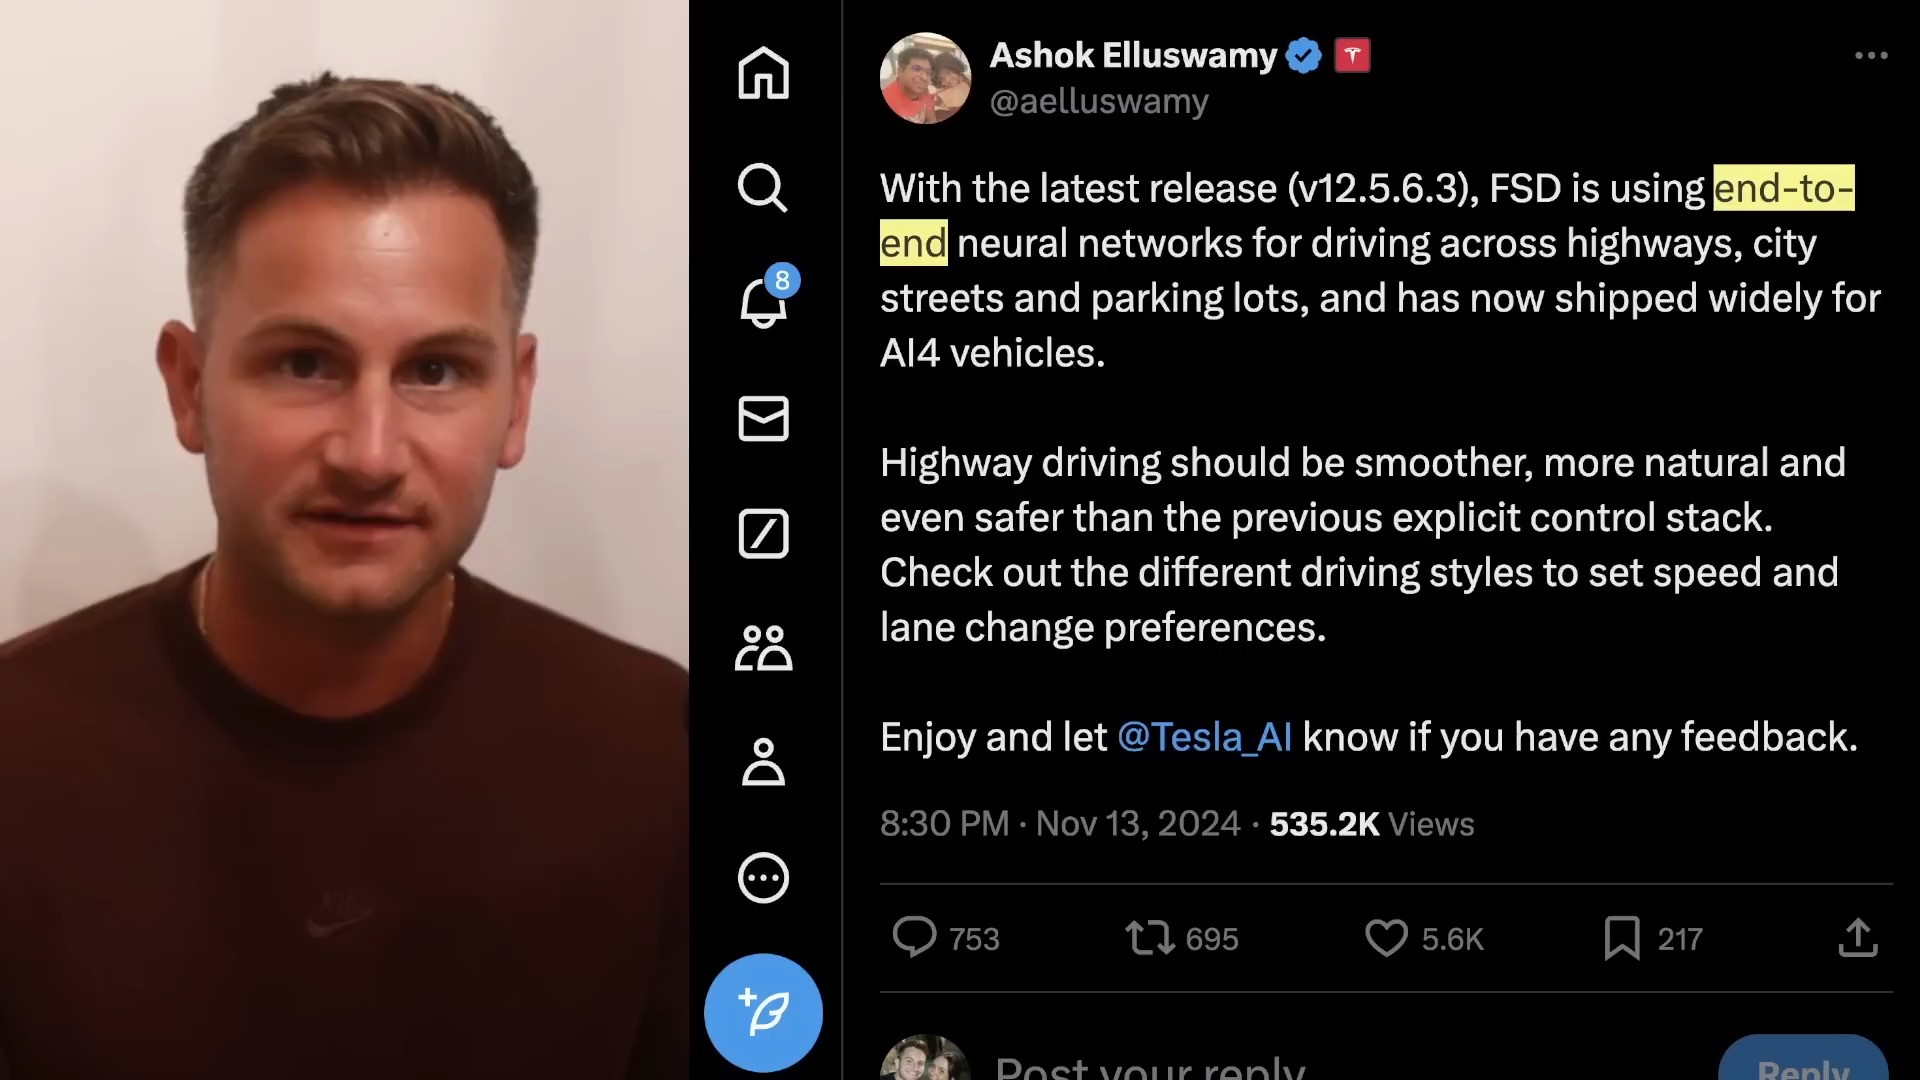 Ashok Elluswamy
@aelluswamy
With the latest release (v12.5.6.3), FSD is using end-to-
end neural networks for driving across highways, city
streets and parking lots, and has now shipped widely for
AI4 vehicles.
Highway driving should be smoother, more natural and
even safer than the previous explicit control stack.
Check out the different driving styles to set speed and
lane change preferences.
Enjoy and let @Tesla_AI know if you have any feedback.
8:30 PM · Nov 13, 2024 · 535.2K Views
753 695 5.6K 217
Post your reply
Reply
8